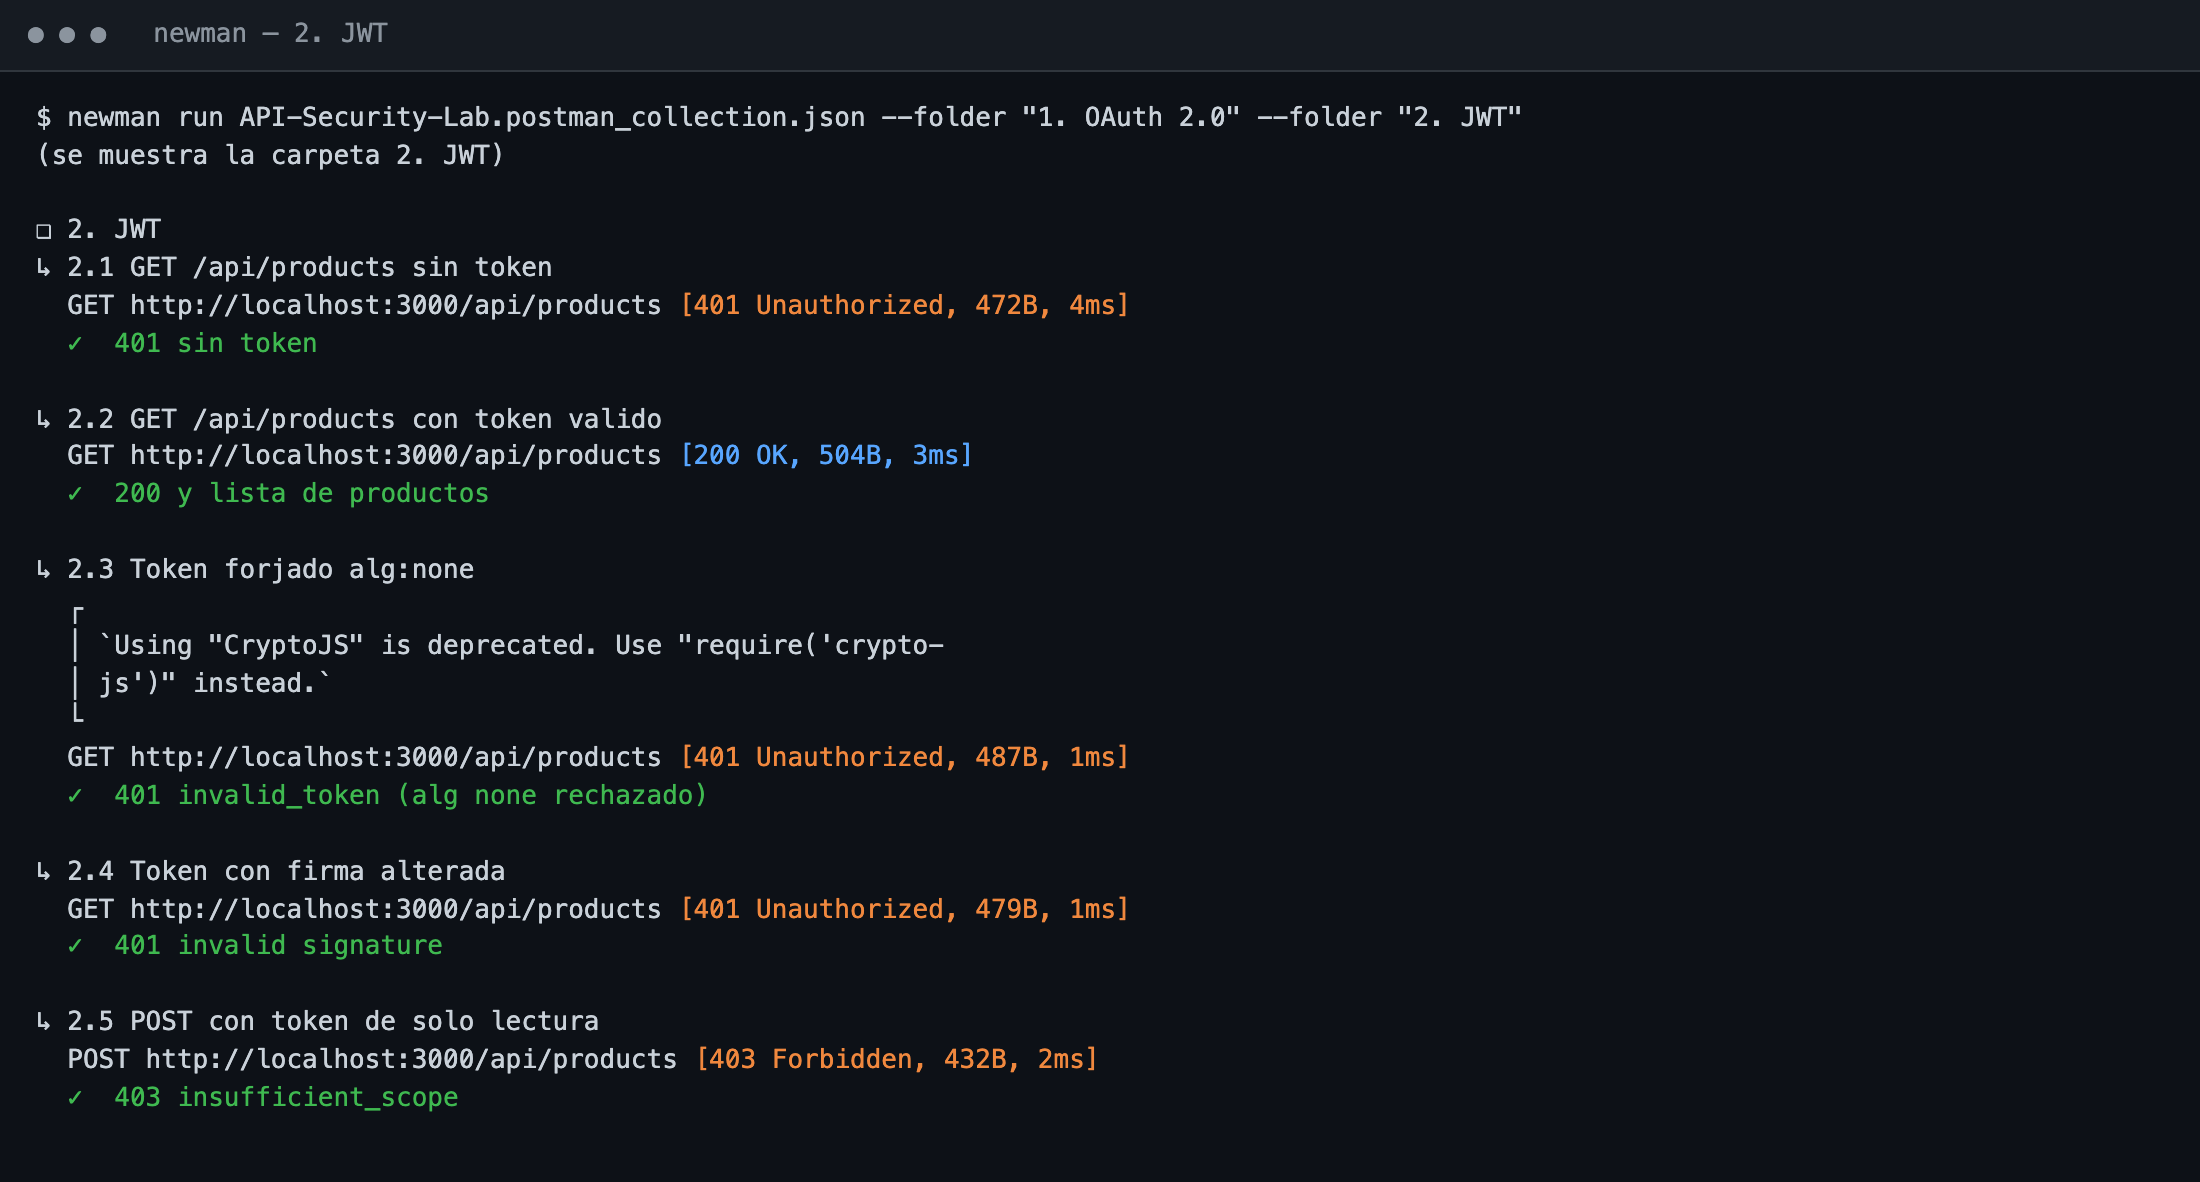 newman — 2. JWT
$ newman run API-Security-Lab.postman_collection.json --folder "1. OAuth 2.0" --folder "2. JWT"
(se muestra la carpeta 2. JWT)
❏ 2. JWT
↳ 2.1 GET /api/products sin token
GET http://localhost:3000/api/products [401 Unauthorized, 472B, 4ms]
✓ 401 sin token
↳ 2.2 GET /api/products con token valido
GET http://localhost:3000/api/products [200 OK, 504B, 3ms]
✓ 200 y lista de productos
↳ 2.3 Token forjado alg:none
┌
│ `Using "CryptoJS" is deprecated. Use "require('crypto-
│ js')" instead.`
└
GET http://localhost:3000/api/products [401 Unauthorized, 487B, 1ms]
✓ 401 invalid_token (alg none rechazado)
↳ 2.4 Token con firma alterada
GET http://localhost:3000/api/products [401 Unauthorized, 479B, 1ms]
✓ 401 invalid signature
↳ 2.5 POST con token de solo lectura
POST http://localhost:3000/api/products [403 Forbidden, 432B, 2ms]
✓ 403 insufficient_scope